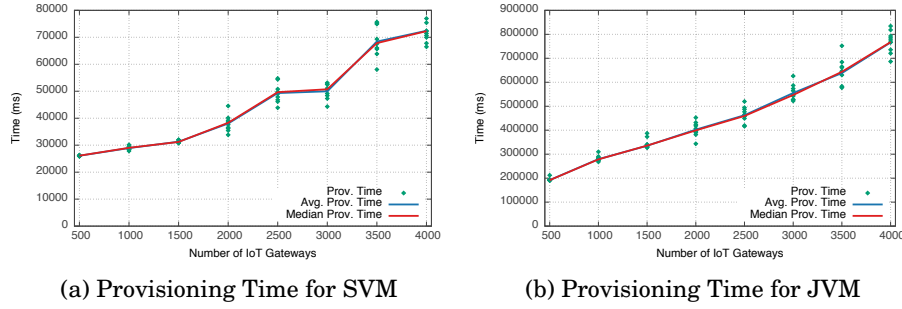 80000
70000
60000
50000
40000
30000
20000
10000
0
Time (ms)
500 1000 1500 2000 2500 3000 3500 4000
Number of IoT Gateways
Prov. Time
Avg. Prov. Time
Median Prov. Time
(a) Provisioning Time for SVM
900000
800000
700000
600000
500000
400000
300000
200000
100000
0
Time (ms)
500 1000 1500 2000 2500 3000 3500 4000
Number of IoT Gateways
Prov. Time
Avg. Prov. Time
Median Prov. Time
(b) Provisioning Time for JVM